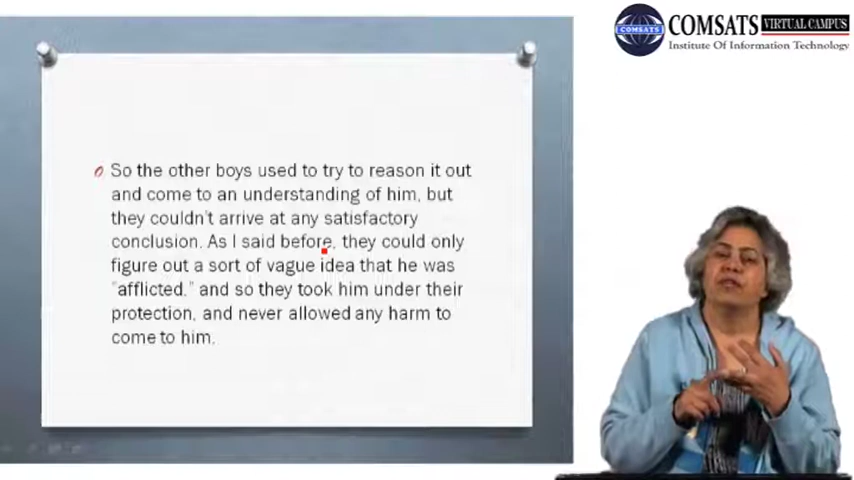 COMSATS VIRTUAL CAMPUS
COMSATS Institute Of Information Technology
So the other boys used to try to reason it out
and come to an understanding of him, but
they couldn't arrive at any satisfactory
conclusion. As I said before, they could only
figure out a sort of vague idea that he was
"afflicted," and so they took him under their
protection, and never allowed any harm to
come to him.